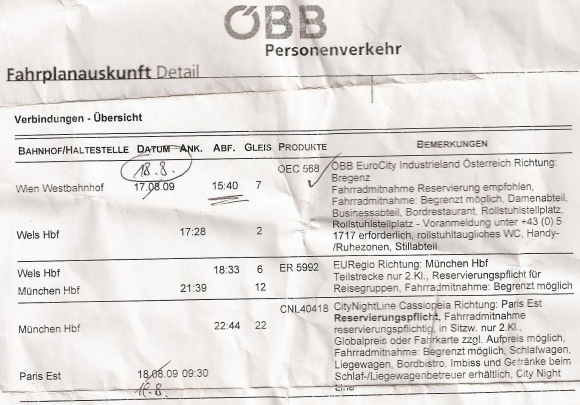 ÖBB
Personenverkehr
Fahrplanauskunft Detail
Verbindungen - Übersicht
BAHNHOF/HALTESTELLE DATUM ANK. ABF. GLEIS PRODUKTE BEMERKUNGEN
18.8.
Wien Westbahnhof 17.08.09 15:40 7 OEC 568 ÖBB EuroCity Industrieland Österreich Richtung:
Bregenz
Fahrradmitnahme Reservierung empfohlen,
Fahrradmitnahme: Begrenzt möglich, Damenabteil,
Businessabteil, Bordrestaurant, Rollstuhlstellplatz,
Rollstuhlstellplatz - Voranmeldung unter +43 (0) 5
Wels Hbf 17:28 2 1717 erforderlich, rollstuhltaugliches WC, Handy-
/Ruhezonen, Stillabteil
Wels Hbf 18:33 6 ER 5992 EURegio Richtung: München Hbf
Teilstrecke nur 2.Kl., Reservierungspflicht für
München Hbf 21:39 12 Reisegruppen, Fahrradmitnahme: Begrenzt möglich
München Hbf 22:44 22 CNL40418 CityNightLine Cassiopeia Richtung: Paris Est
Reservierungspflicht, Fahrradmitnahme
reservierungspflichtig, in Sitzw. nur 2.Kl.,
Globalpreis oder Fahrkarte zzgl. Aufpreis möglich,
Fahrradmitnahme: Begrenzt möglich, Schlafwagen,
Liegewagen, Bordbistro, Imbiss und Getränke beim
Paris Est 18.08.09 09:30 Schlaf-/Liegewagenbetreuer erhältlich, City Night
Line